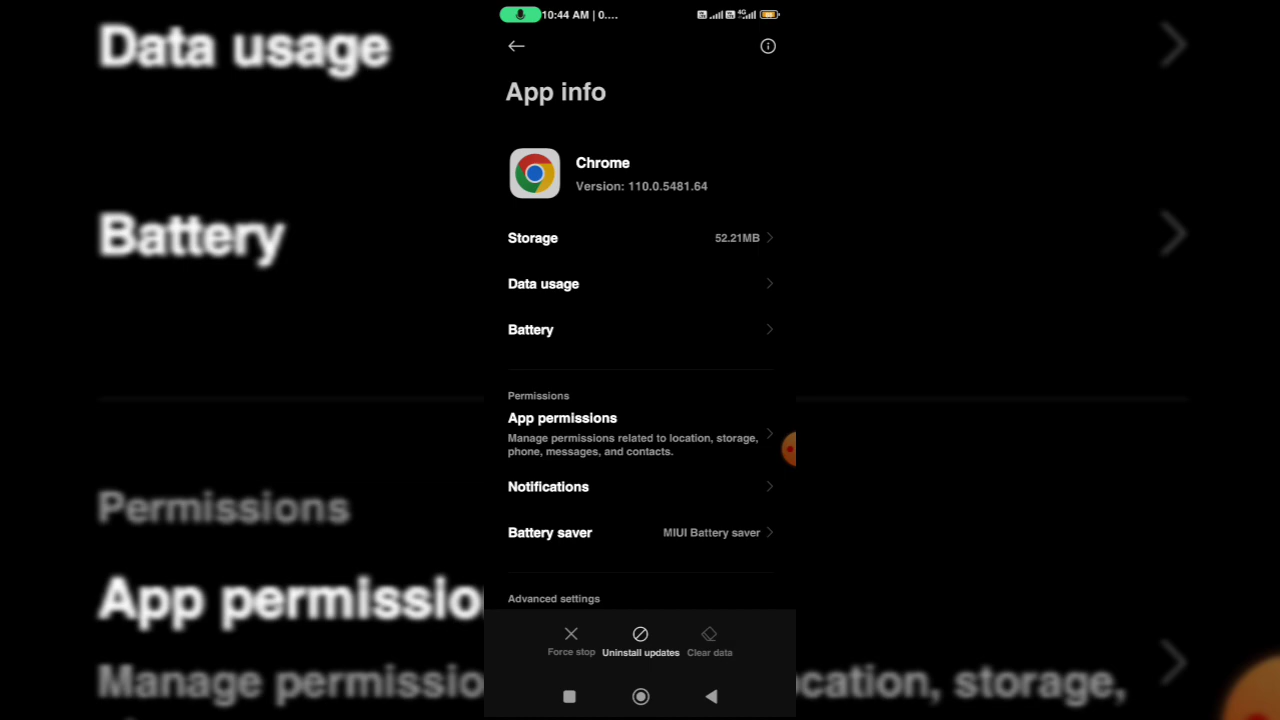 Data usage
Battery
Permissions
App permissio
Manage permissio
ocation, storage,
10:44 AM | 0....
4G
App info
Chrome
Version: 110.0.5481.64
Storage 52.21MB
Data usage
Battery
Permissions
App permissions
Manage permissions related to location, storage,
phone, messages, and contacts.
Notifications
Battery saver MIUI Battery saver
Advanced settings
Force stop Uninstall updates Clear data